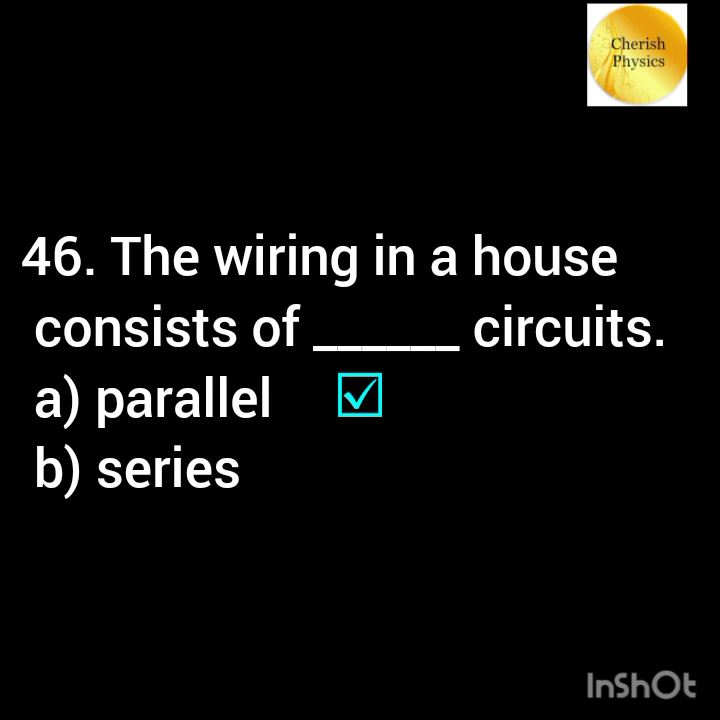 Cherish
Physics
46. The wiring in a house
consists of ______ circuits.
a) parallel ☑
b) series
InShOt